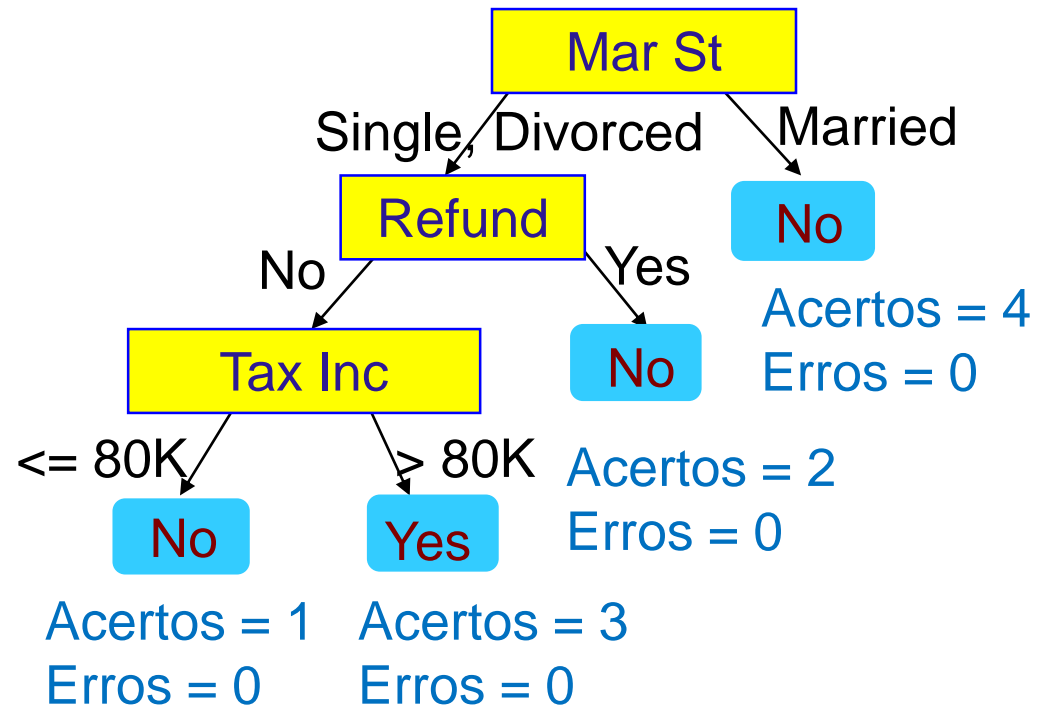 Mar St
Single, Divorced
Married
Refund
No
No
Yes
Acertos = 4
Erros = 0
Tax Inc
No
<= 80K
> 80K
Acertos = 2
Erros = 0
No
Yes
Acertos = 1
Erros = 0
Acertos = 3
Erros = 0